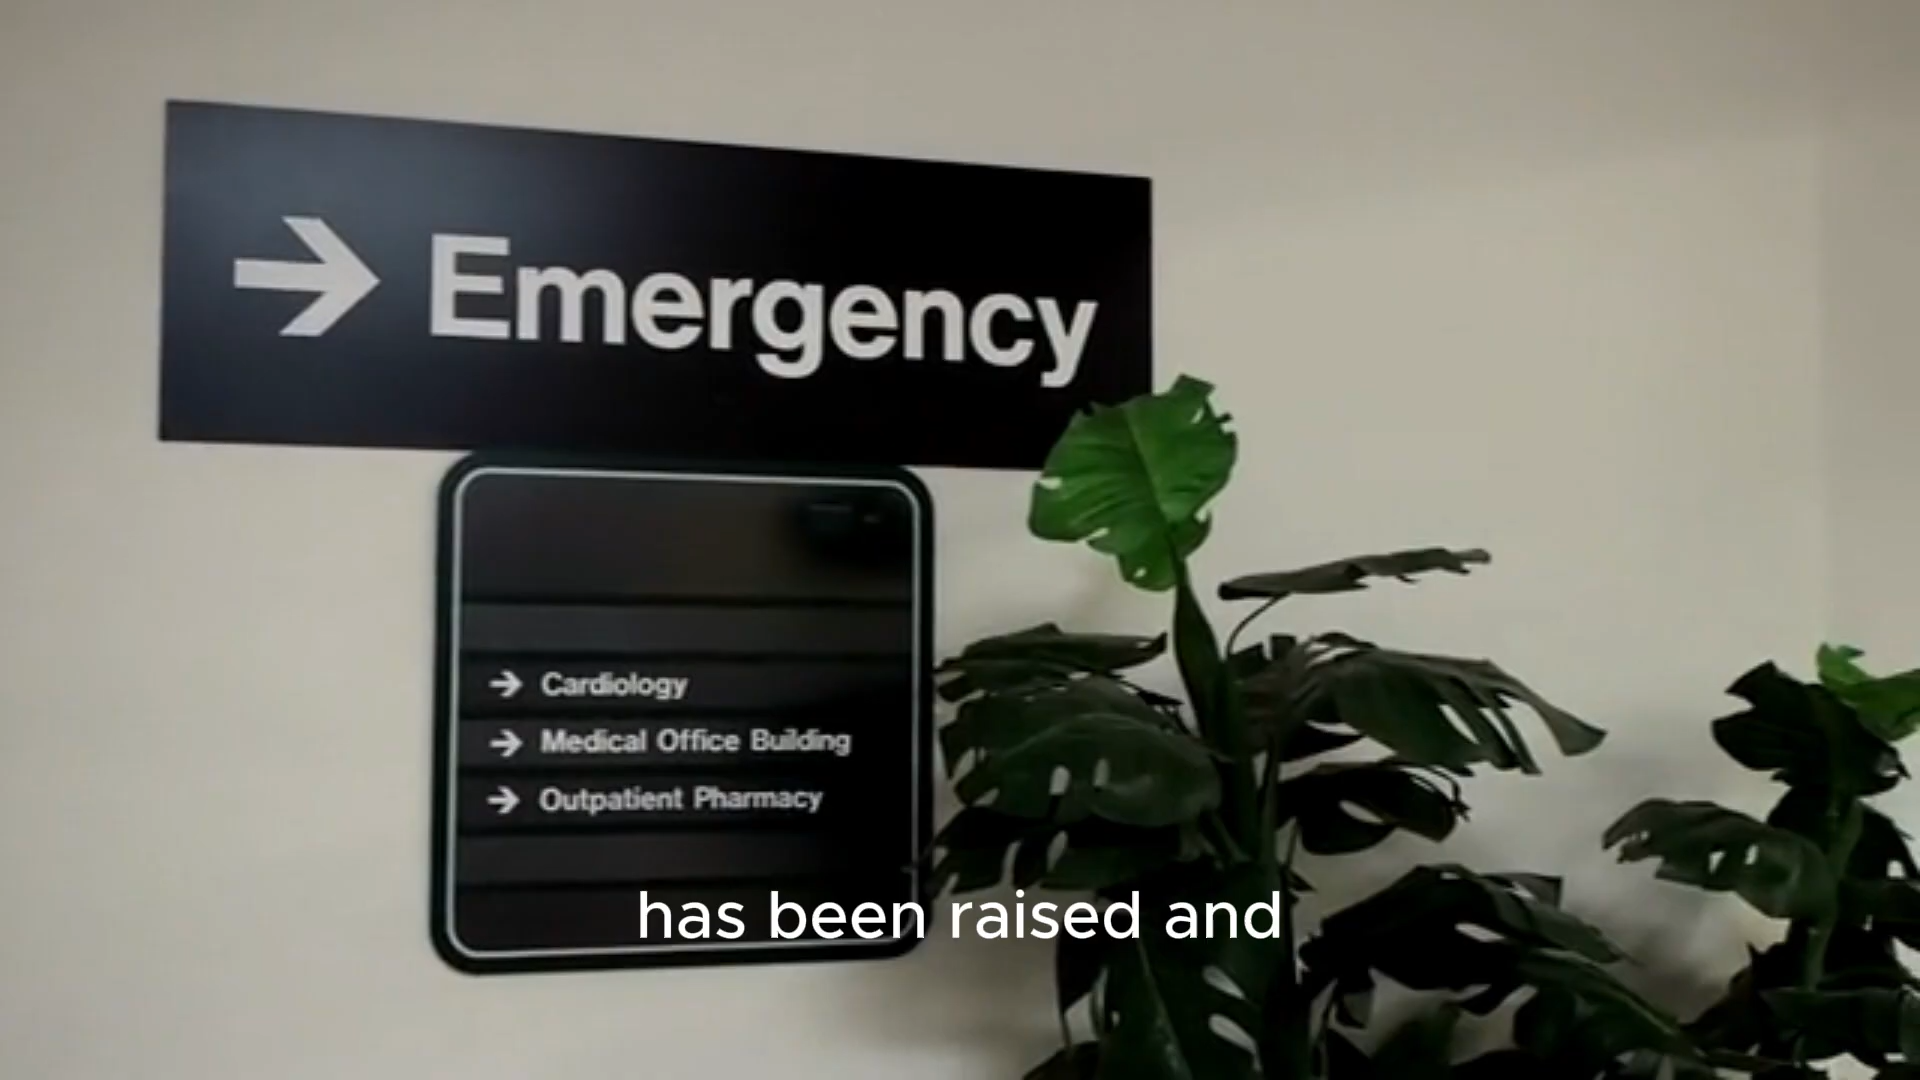 Emergency
Cardiology
Medical Office Building
Outpatient Pharmacy
has been raised and